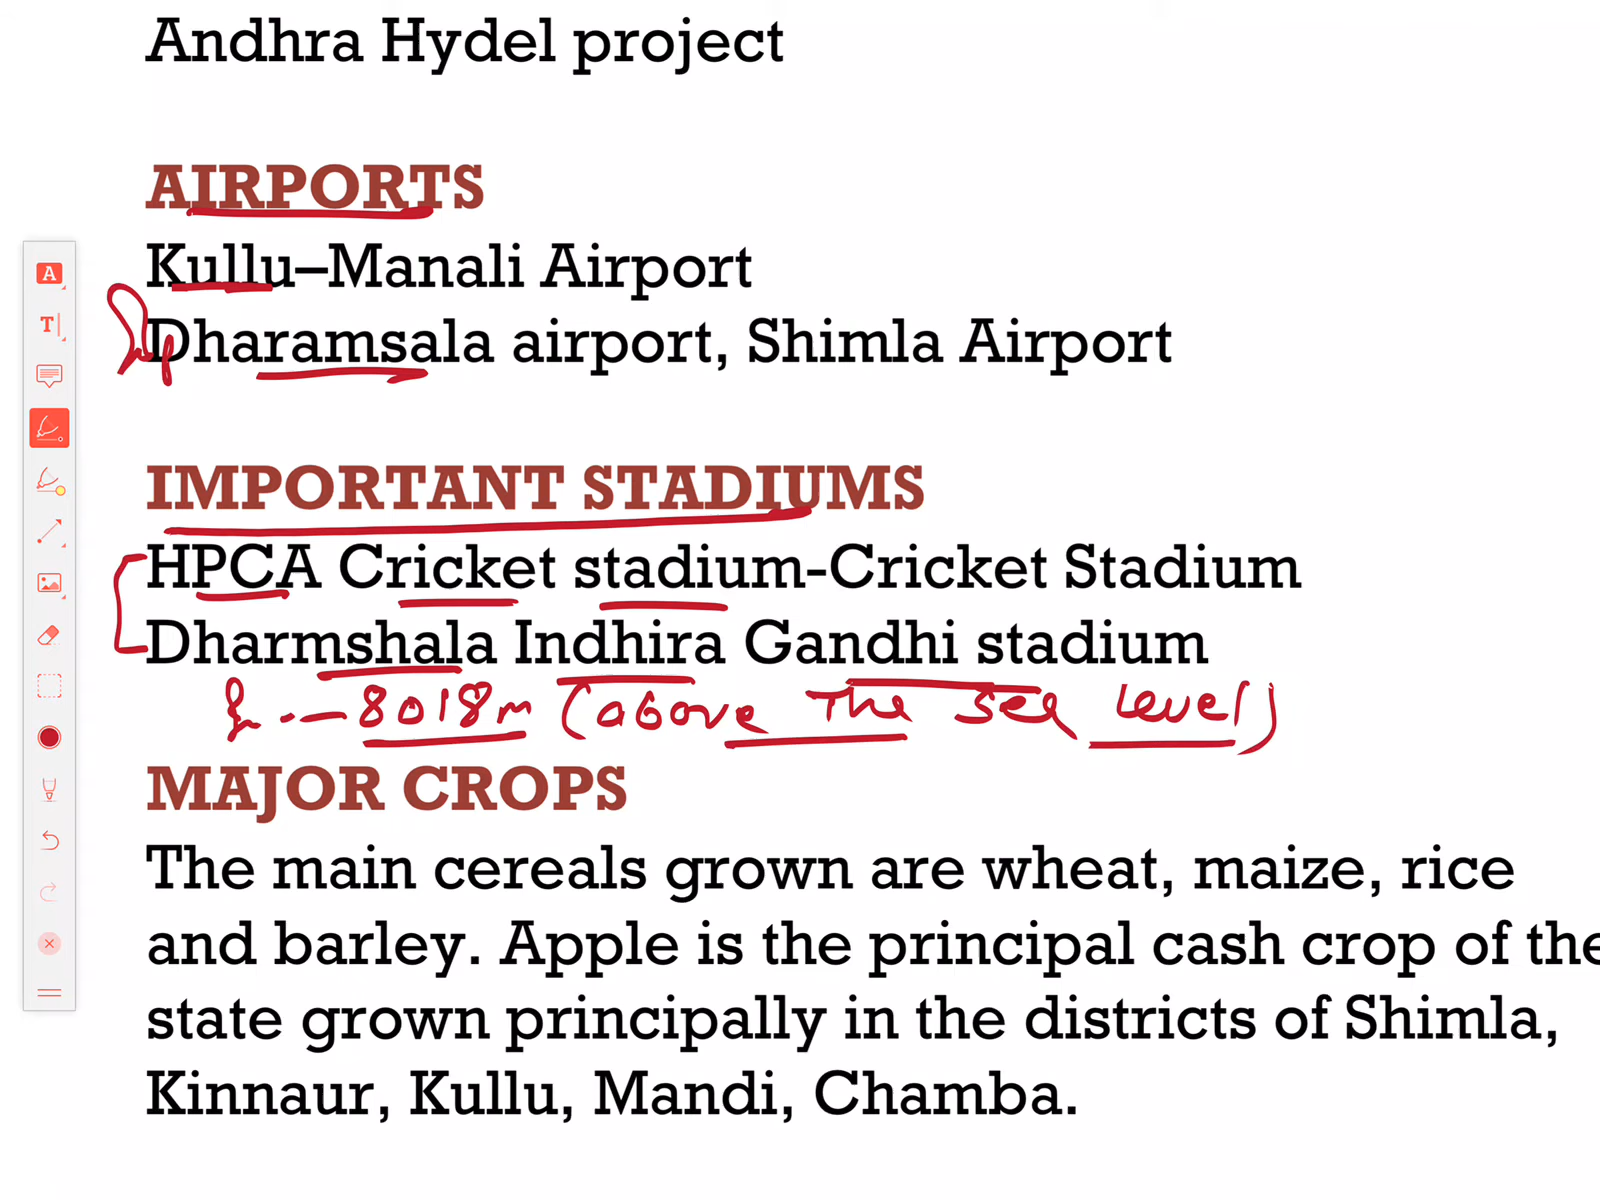 Andhra Hydel project
AIRPORTS
Kullu–Manali Airport
Dharamsala airport, Shimla Airport
IMPORTANT STADIUMS
HPCA Cricket stadium-Cricket Stadium
Dharmshala Indhira Gandhi stadium
8018m (above The Sea Level)
MAJOR CROPS
The main cereals grown are wheat, maize, rice
and barley. Apple is the principal cash crop of the
state grown principally in the districts of Shimla,
Kinnaur, Kullu, Mandi, Chamba.